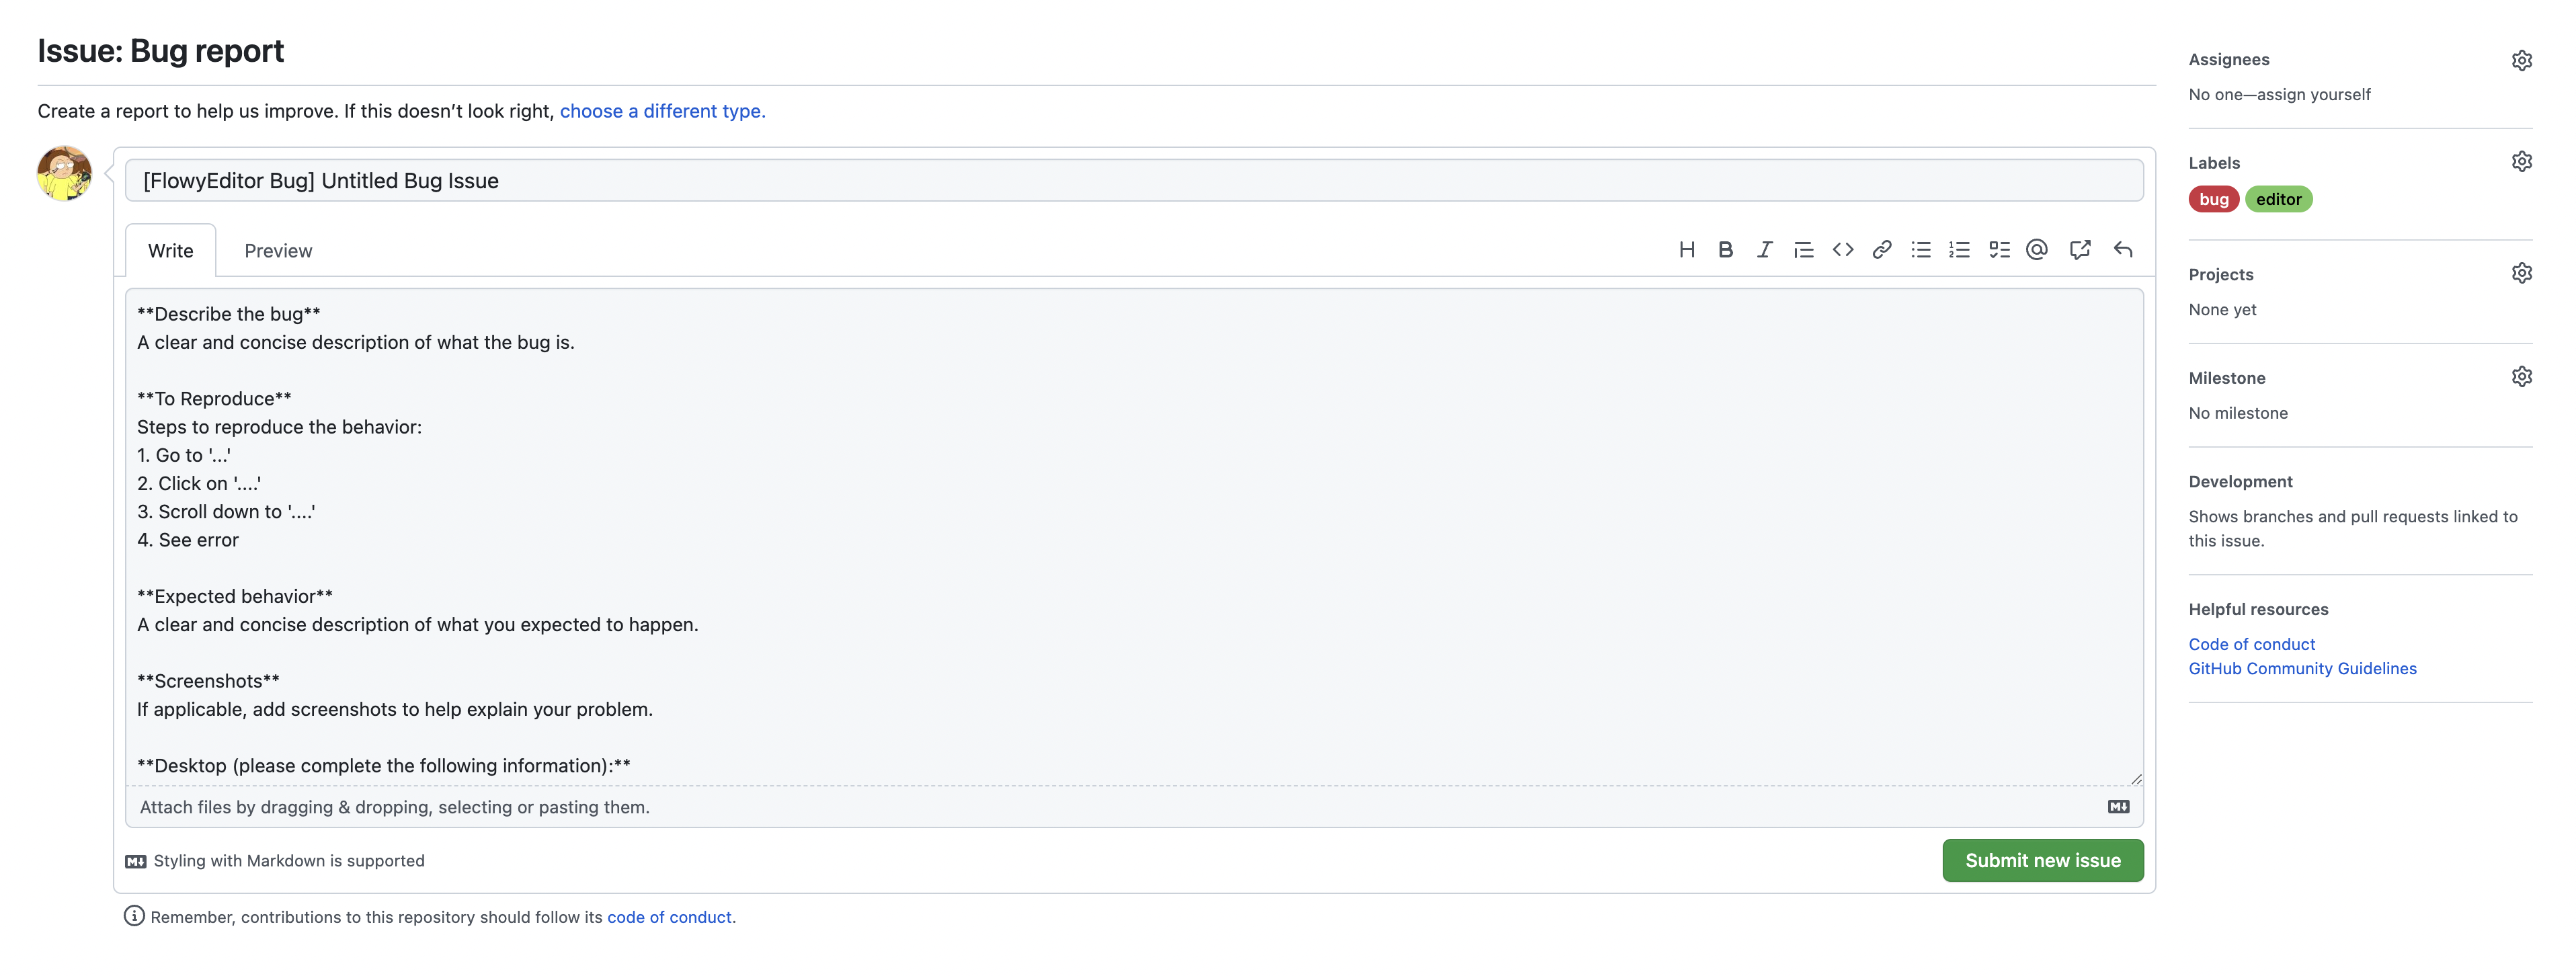 Issue: Bug report
Create a report to help us improve. If this doesn’t look right, choose a different type.
[FlowyEditor Bug] Untitled Bug Issue
Write
Preview
**Describe the bug**
A clear and concise description of what the bug is.
**To Reproduce**
Steps to reproduce the behavior:
1. Go to '...'
2. Click on '....'
3. Scroll down to '....'
4. See error
**Expected behavior**
A clear and concise description of what you expected to happen.
**Screenshots**
If applicable, add screenshots to help explain your problem.
**Desktop (please complete the following information):**
Attach files by dragging & dropping, selecting or pasting them.
Styling with Markdown is supported
Submit new issue
Remember, contributions to this repository should follow its code of conduct.
Assignees
No one—assign yourself
Labels
bug editor
Projects
None yet
Milestone
No milestone
Development
Shows branches and pull requests linked to
this issue.
Helpful resources
Code of conduct
GitHub Community Guidelines